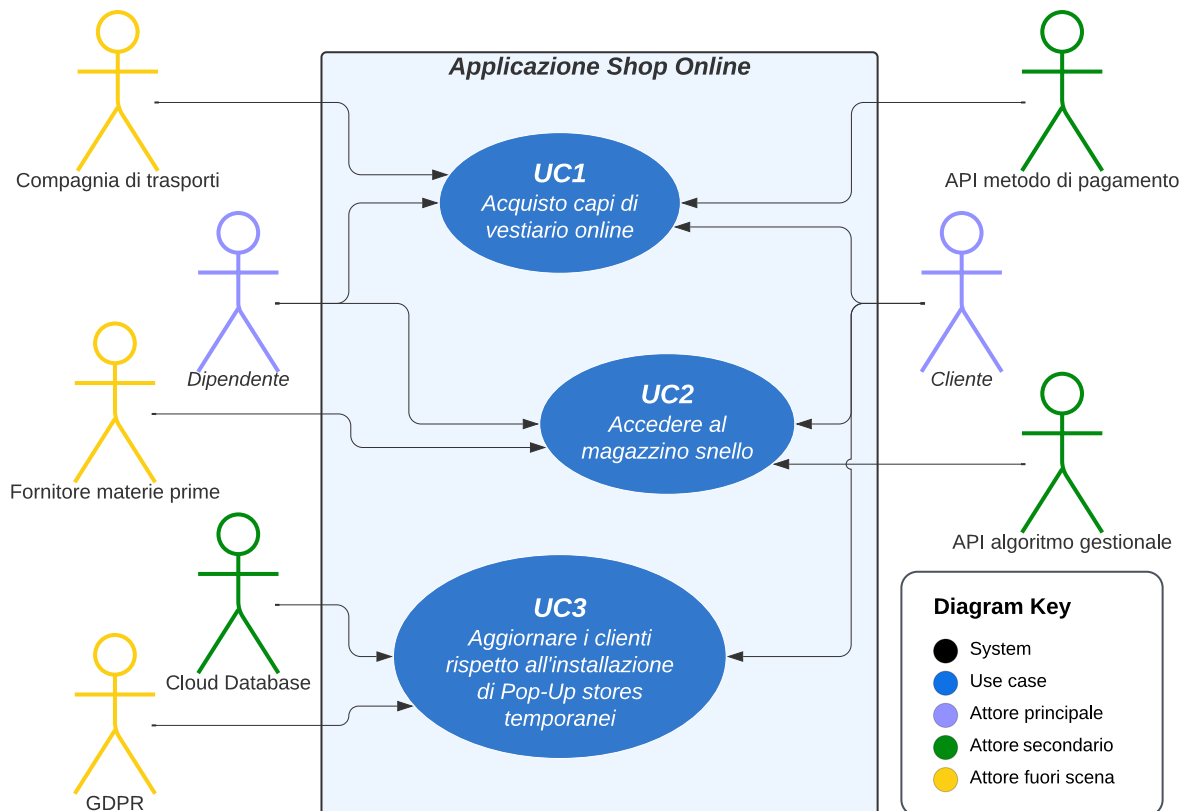 Applicazione Shop Online
Compagnia di trasporti
API metodo di pagamento
UC1
Acquisto capi di
vestiario online
Dipendente
Cliente
UC2
Accedere al
magazzino snello
Fornitore materie prime
API algoritmo gestionale
UC3
Aggiornare i clienti
rispetto all'installazione
di Pop-Up stores
temporanei
Cloud Database
GDPR
Diagram Key
System
Use case
Attore principale
Attore secondario
Attore fuori scena